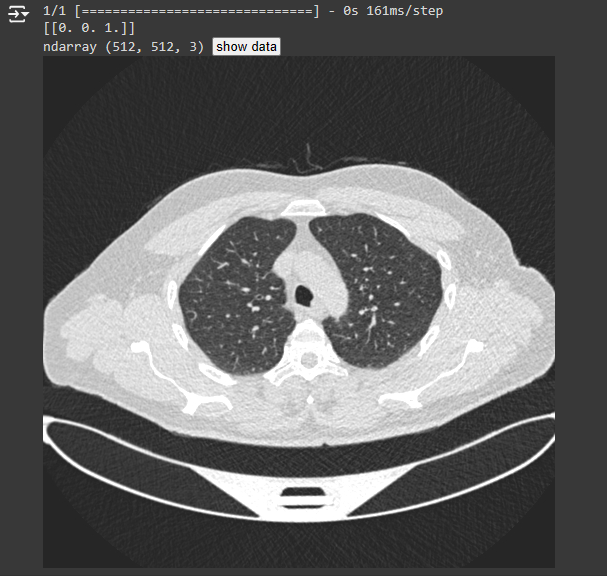 1/1 [==============================] - 0s 161ms/step
[[0. 0. 1.]]
ndarray (512, 512, 3) show data